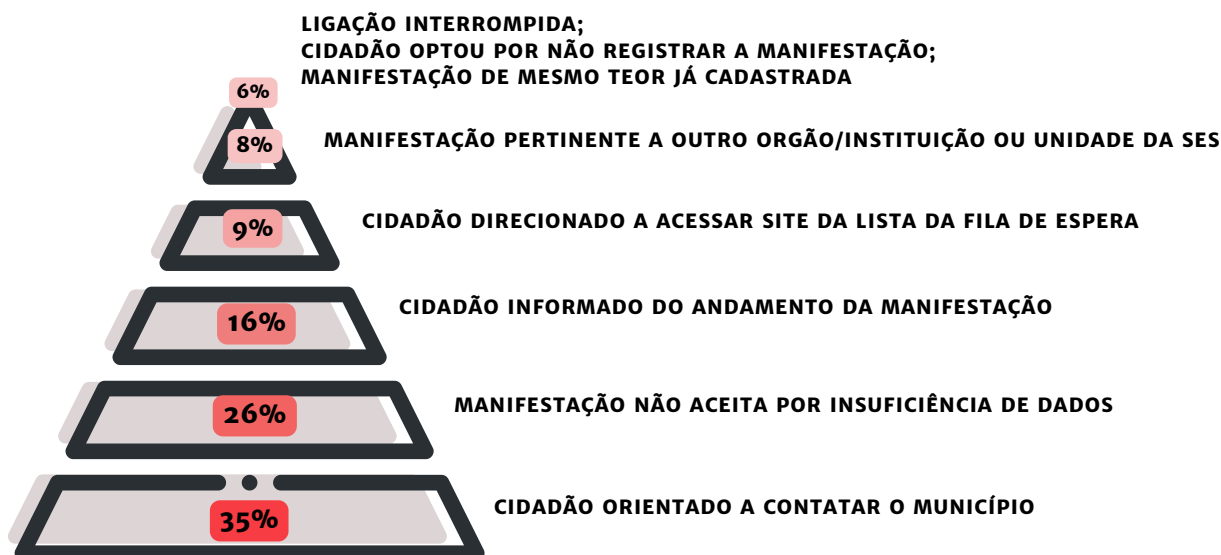 LIGAÇÃO INTERROMPIDA;
CIDADÃO OPTOU POR NÃO REGISTRAR A MANIFESTAÇÃO;
MANIFESTAÇÃO DE MESMO TEOR JÁ CADASTRADA
6%
8%
MANIFESTAÇÃO PERTINENTE A OUTRO ORGÃO/INSTITUIÇÃO OU UNIDADE DA SES
9%
CIDADÃO DIRECIONADO A ACESSAR SITE DA LISTA DA FILA DE ESPERA
16%
CIDADÃO INFORMADO DO ANDAMENTO DA MANIFESTAÇÃO
26%
MANIFESTAÇÃO NÃO ACEITA POR INSUFICIÊNCIA DE DADOS
35%
CIDADÃO ORIENTADO A CONTATAR O MUNICÍPIO